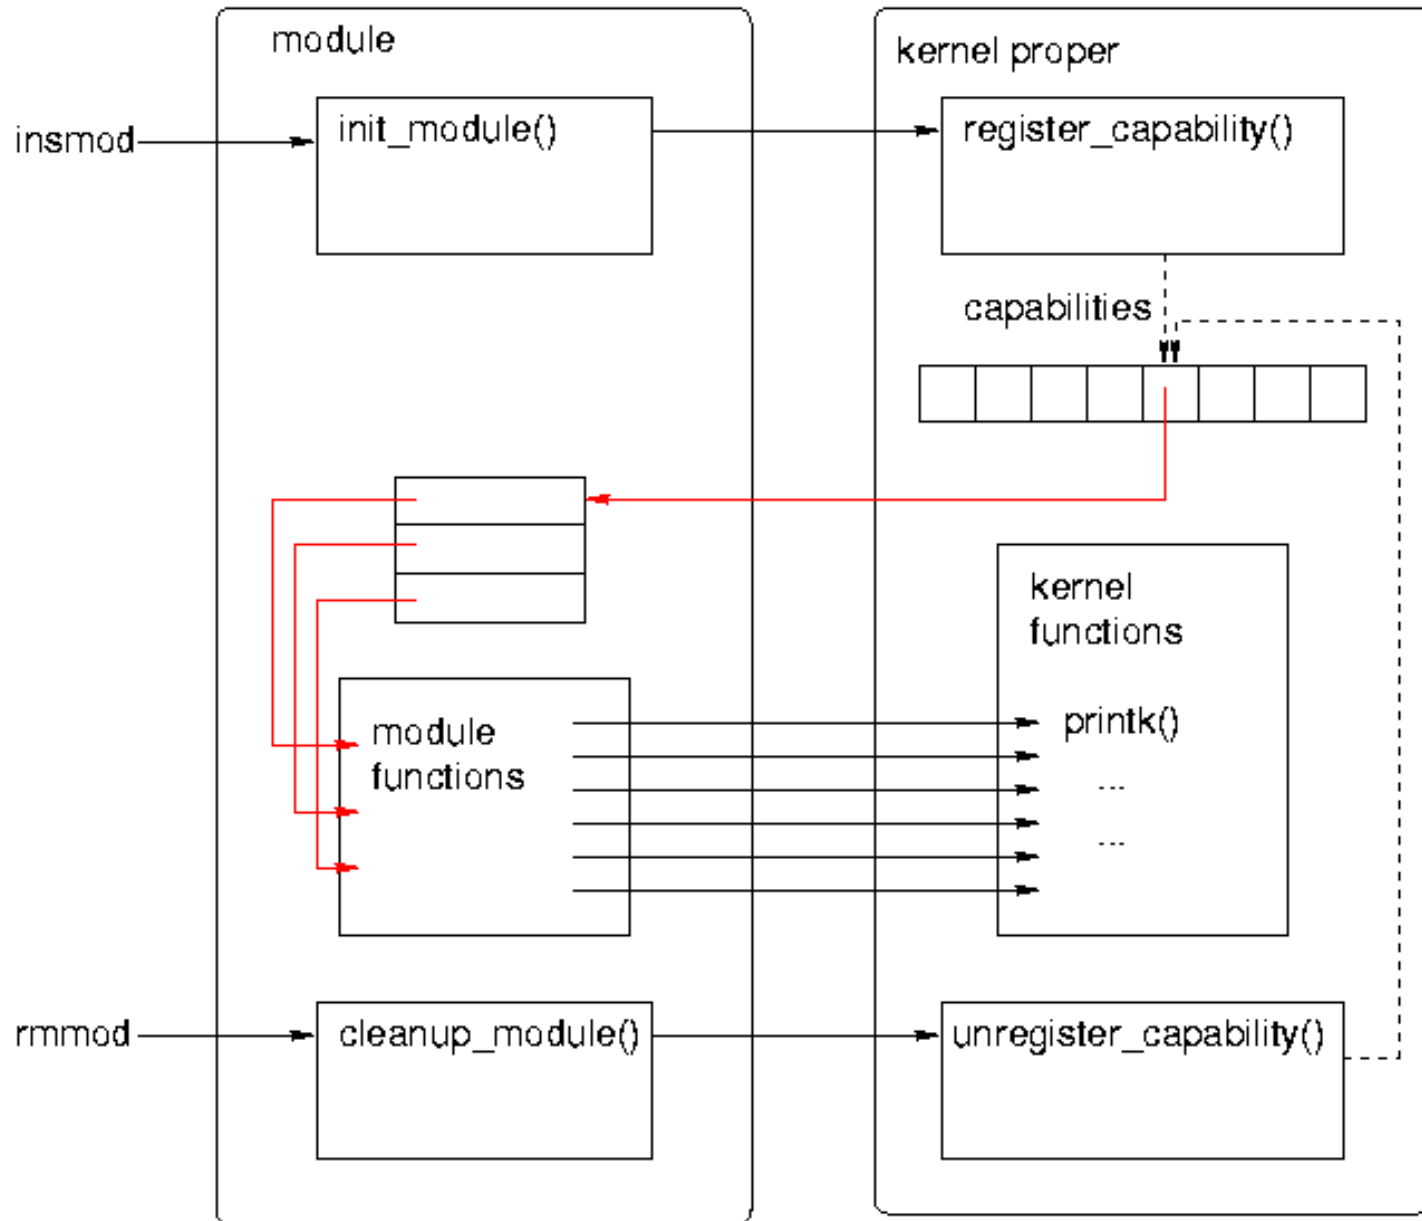 module
kernel proper
insmod
init_module()
register_capability()
capabilities
kernel
functions
printk()
...
...
module
functions
rmmod
cleanup_module()
unregister_capability()